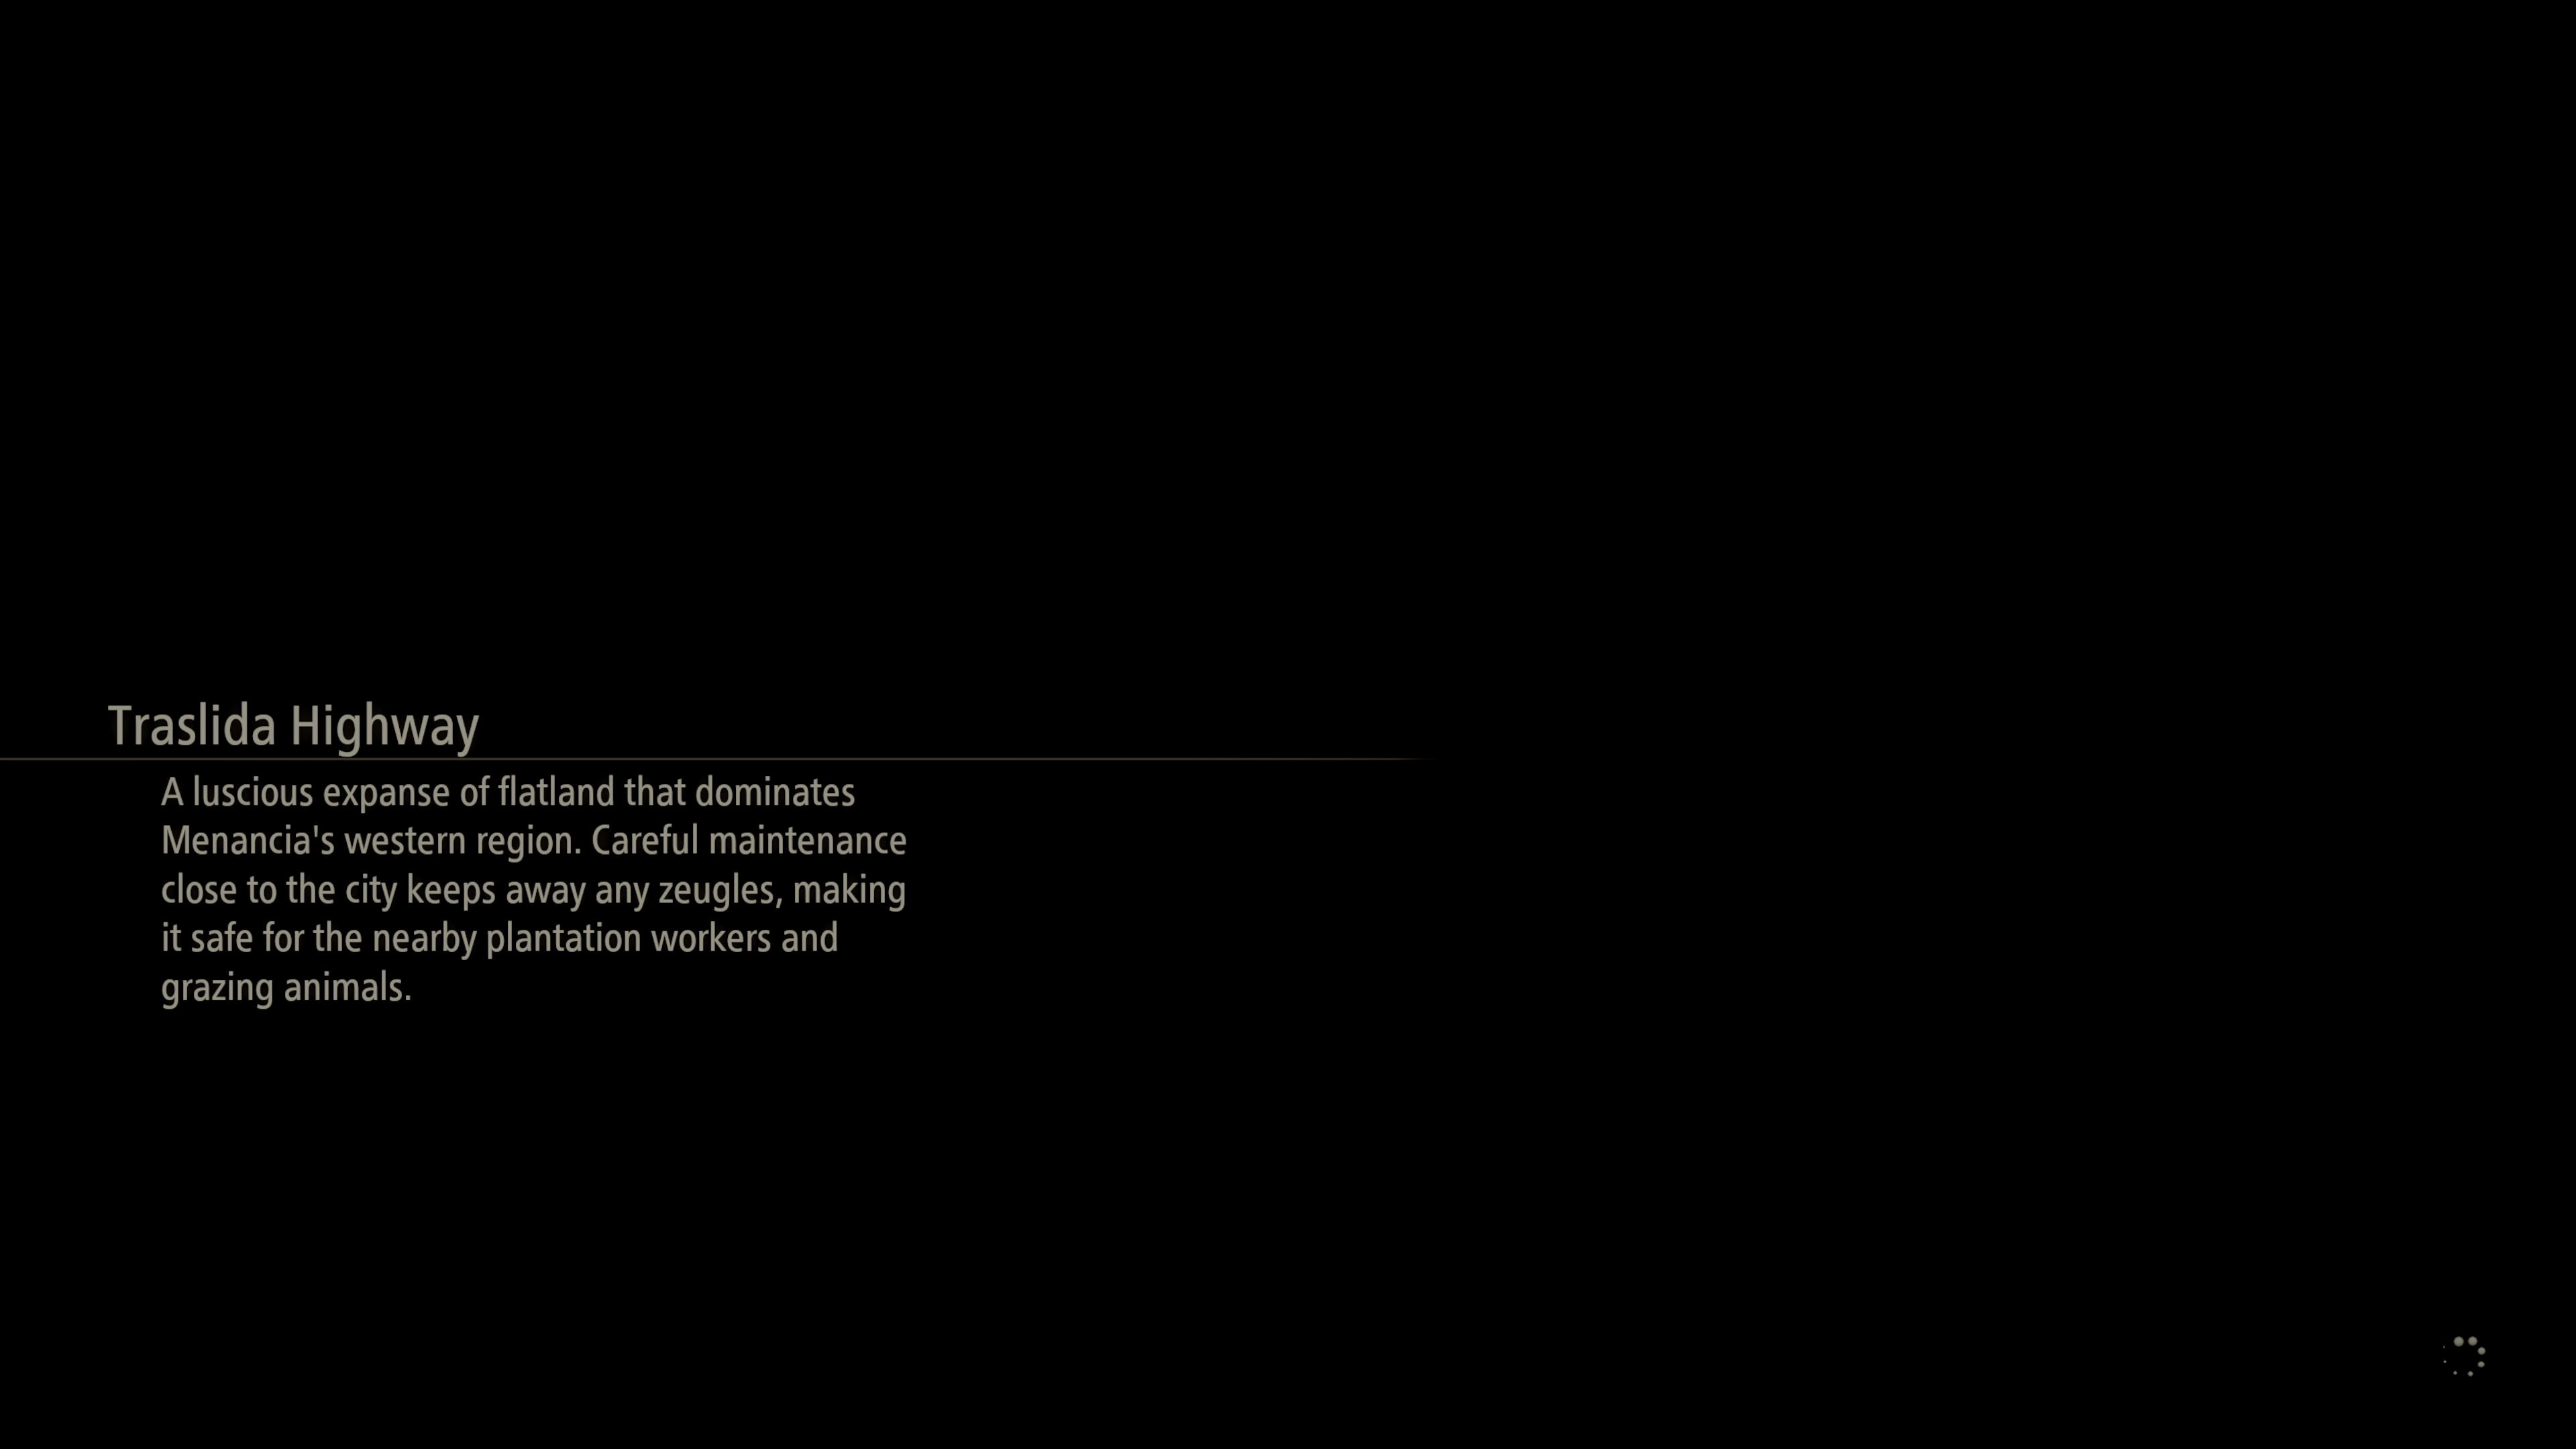 Traslida Highway
A luscious expanse of flatland that dominates
Menancia's western region. Careful maintenance
close to the city keeps away any zeugles, making
it safe for the nearby plantation workers and
grazing animals.